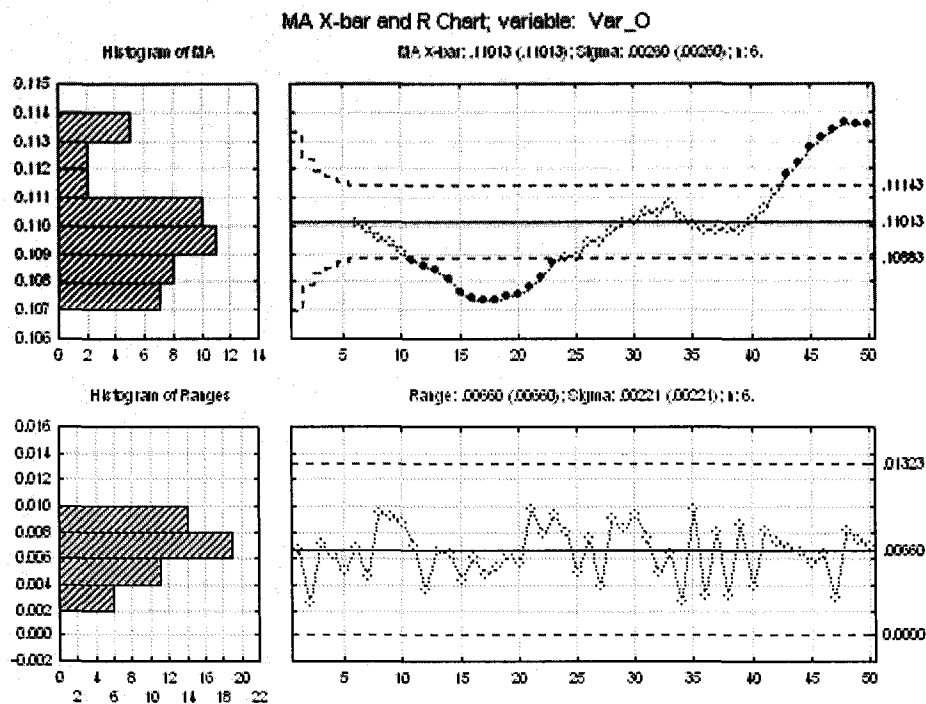 MA X-bar and R Chart; variable: Var_O
Histogram of MA
MA X-bar: .11013 (.11013); Sigma: .00260 (.00260); n: 6.
0.115
0.114
0.113
0.112
0.111
0.110
0.109
0.108
0.107
0.106
0 2 4 6 8 10 12 14
.11143
.11013
.10883
5 10 15 20 25 30 35 40 45 50
Histogram of Ranges
Range: .00660 (.00660); Sigma: .00221 (.00221); n: 6.
0.016
0.014
0.012
0.010
0.008
0.006
0.004
0.002
0.000
-0.002
0 4 6 8 10 14 18 22
2 12 16 20
.01323
.00660
0.0000
5 10 15 20 25 30 35 40 45 50